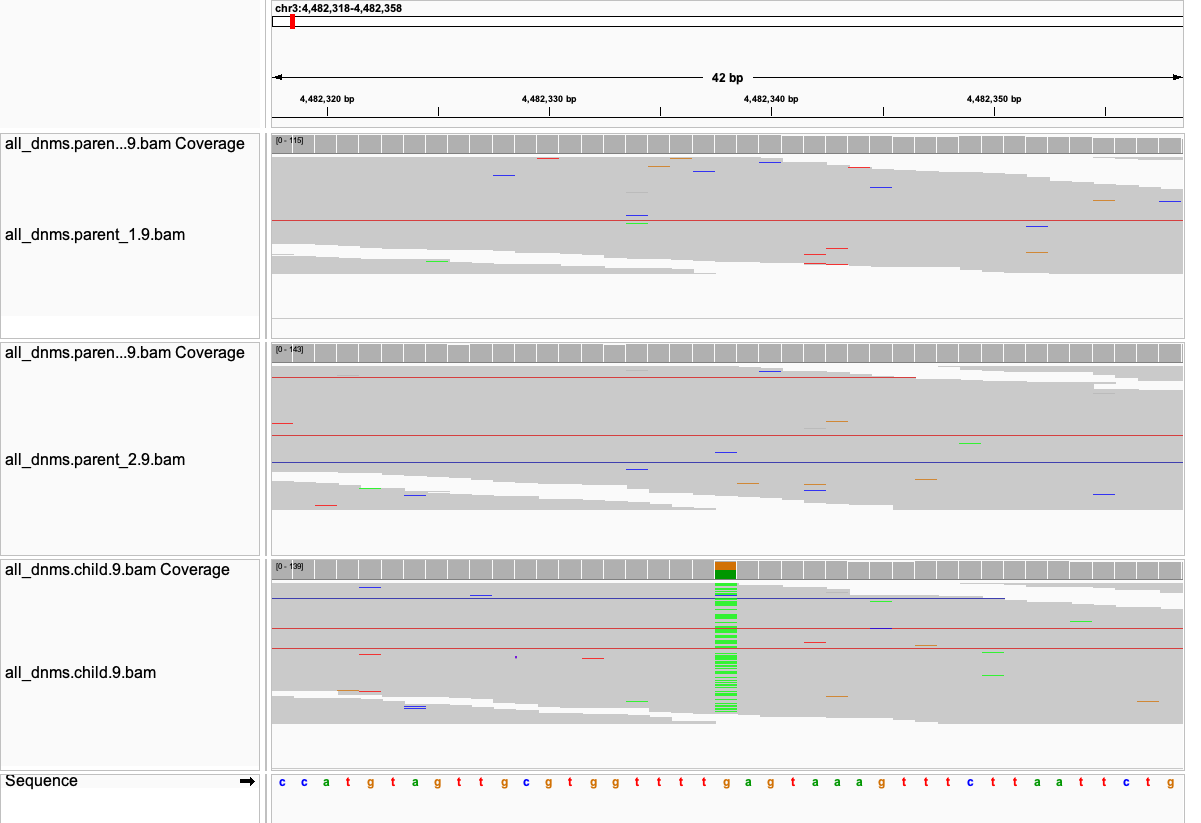 chr3:4,482,318-4,482,358
42 bp
4,482,320 bp 4,482,330 bp 4,482,340 bp 4,482,350 bp
all_dnms.paren...9.bam Coverage
[0 - 115]
all_dnms.parent_1.9.bam
all_dnms.paren...9.bam Coverage
[0 - 143]
all_dnms.parent_2.9.bam
all_dnms.child.9.bam Coverage
[0 - 139]
all_dnms.child.9.bam
Sequence c c a t g t a g t t g c g t g g t t t t g a g t a a a g t t t c t t a a t t c t g